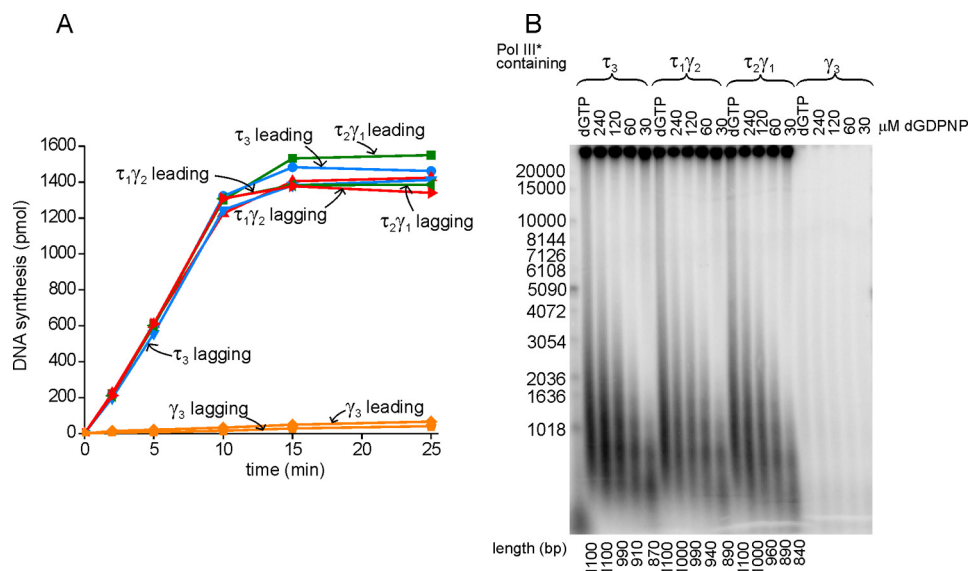 A
DNA synthesis (pmol)
1600
1400
1200
1000
800
600
400
200
0
0
5
10
15
20
25
time (min)
τ3 leading
τ2γ1 leading
τ1γ2 leading
τ1γ2 lagging
τ2γ1 lagging
τ3 lagging
γ3 lagging
γ3 leading
B
Pol III*
containing
τ3 τ1γ2 τ2γ1 γ3
dGTP 240 120 60 30 dGTP 240 120 60 30 dGTP 240 120 60 30 dGTP 240 120 60 30 μM dGDPNP
20000
15000
10000
8144
7126
6108
5090
4072
3054
2036
1636
1018
length (bp) 1100 1100 990 910 870 1100 1000 990 940 890 1100 1000 960 890 840